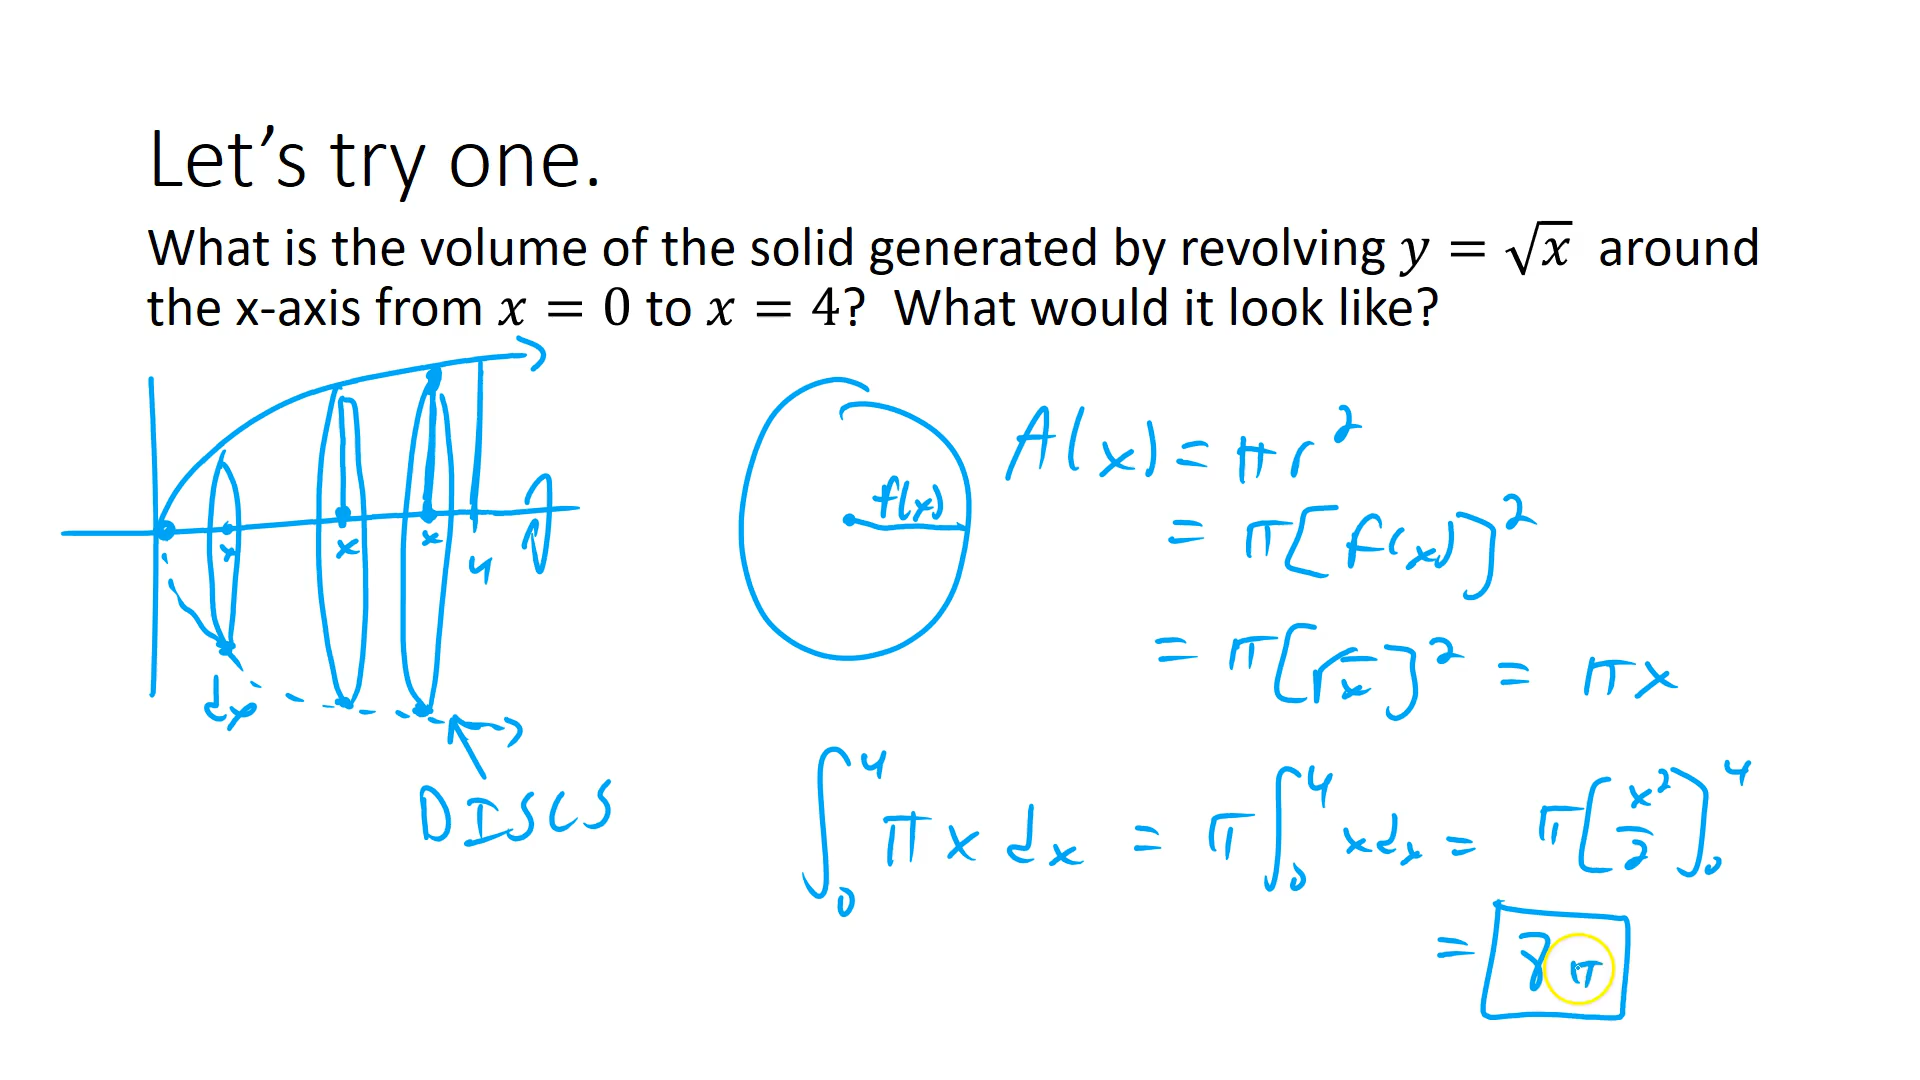 Let's try one.
What is the volume of the solid generated by revolving y = √x around
the x-axis from x = 0 to x = 4? What would it look like?
x
x
x
4
dx
DISCS
f(x)
A(x) = πr²
= π[f(x)]²
= π[√x]² = πx
∫₀⁴ πx dx = π∫₀⁴ x dx = π[x²/2]₀⁴
= 8π